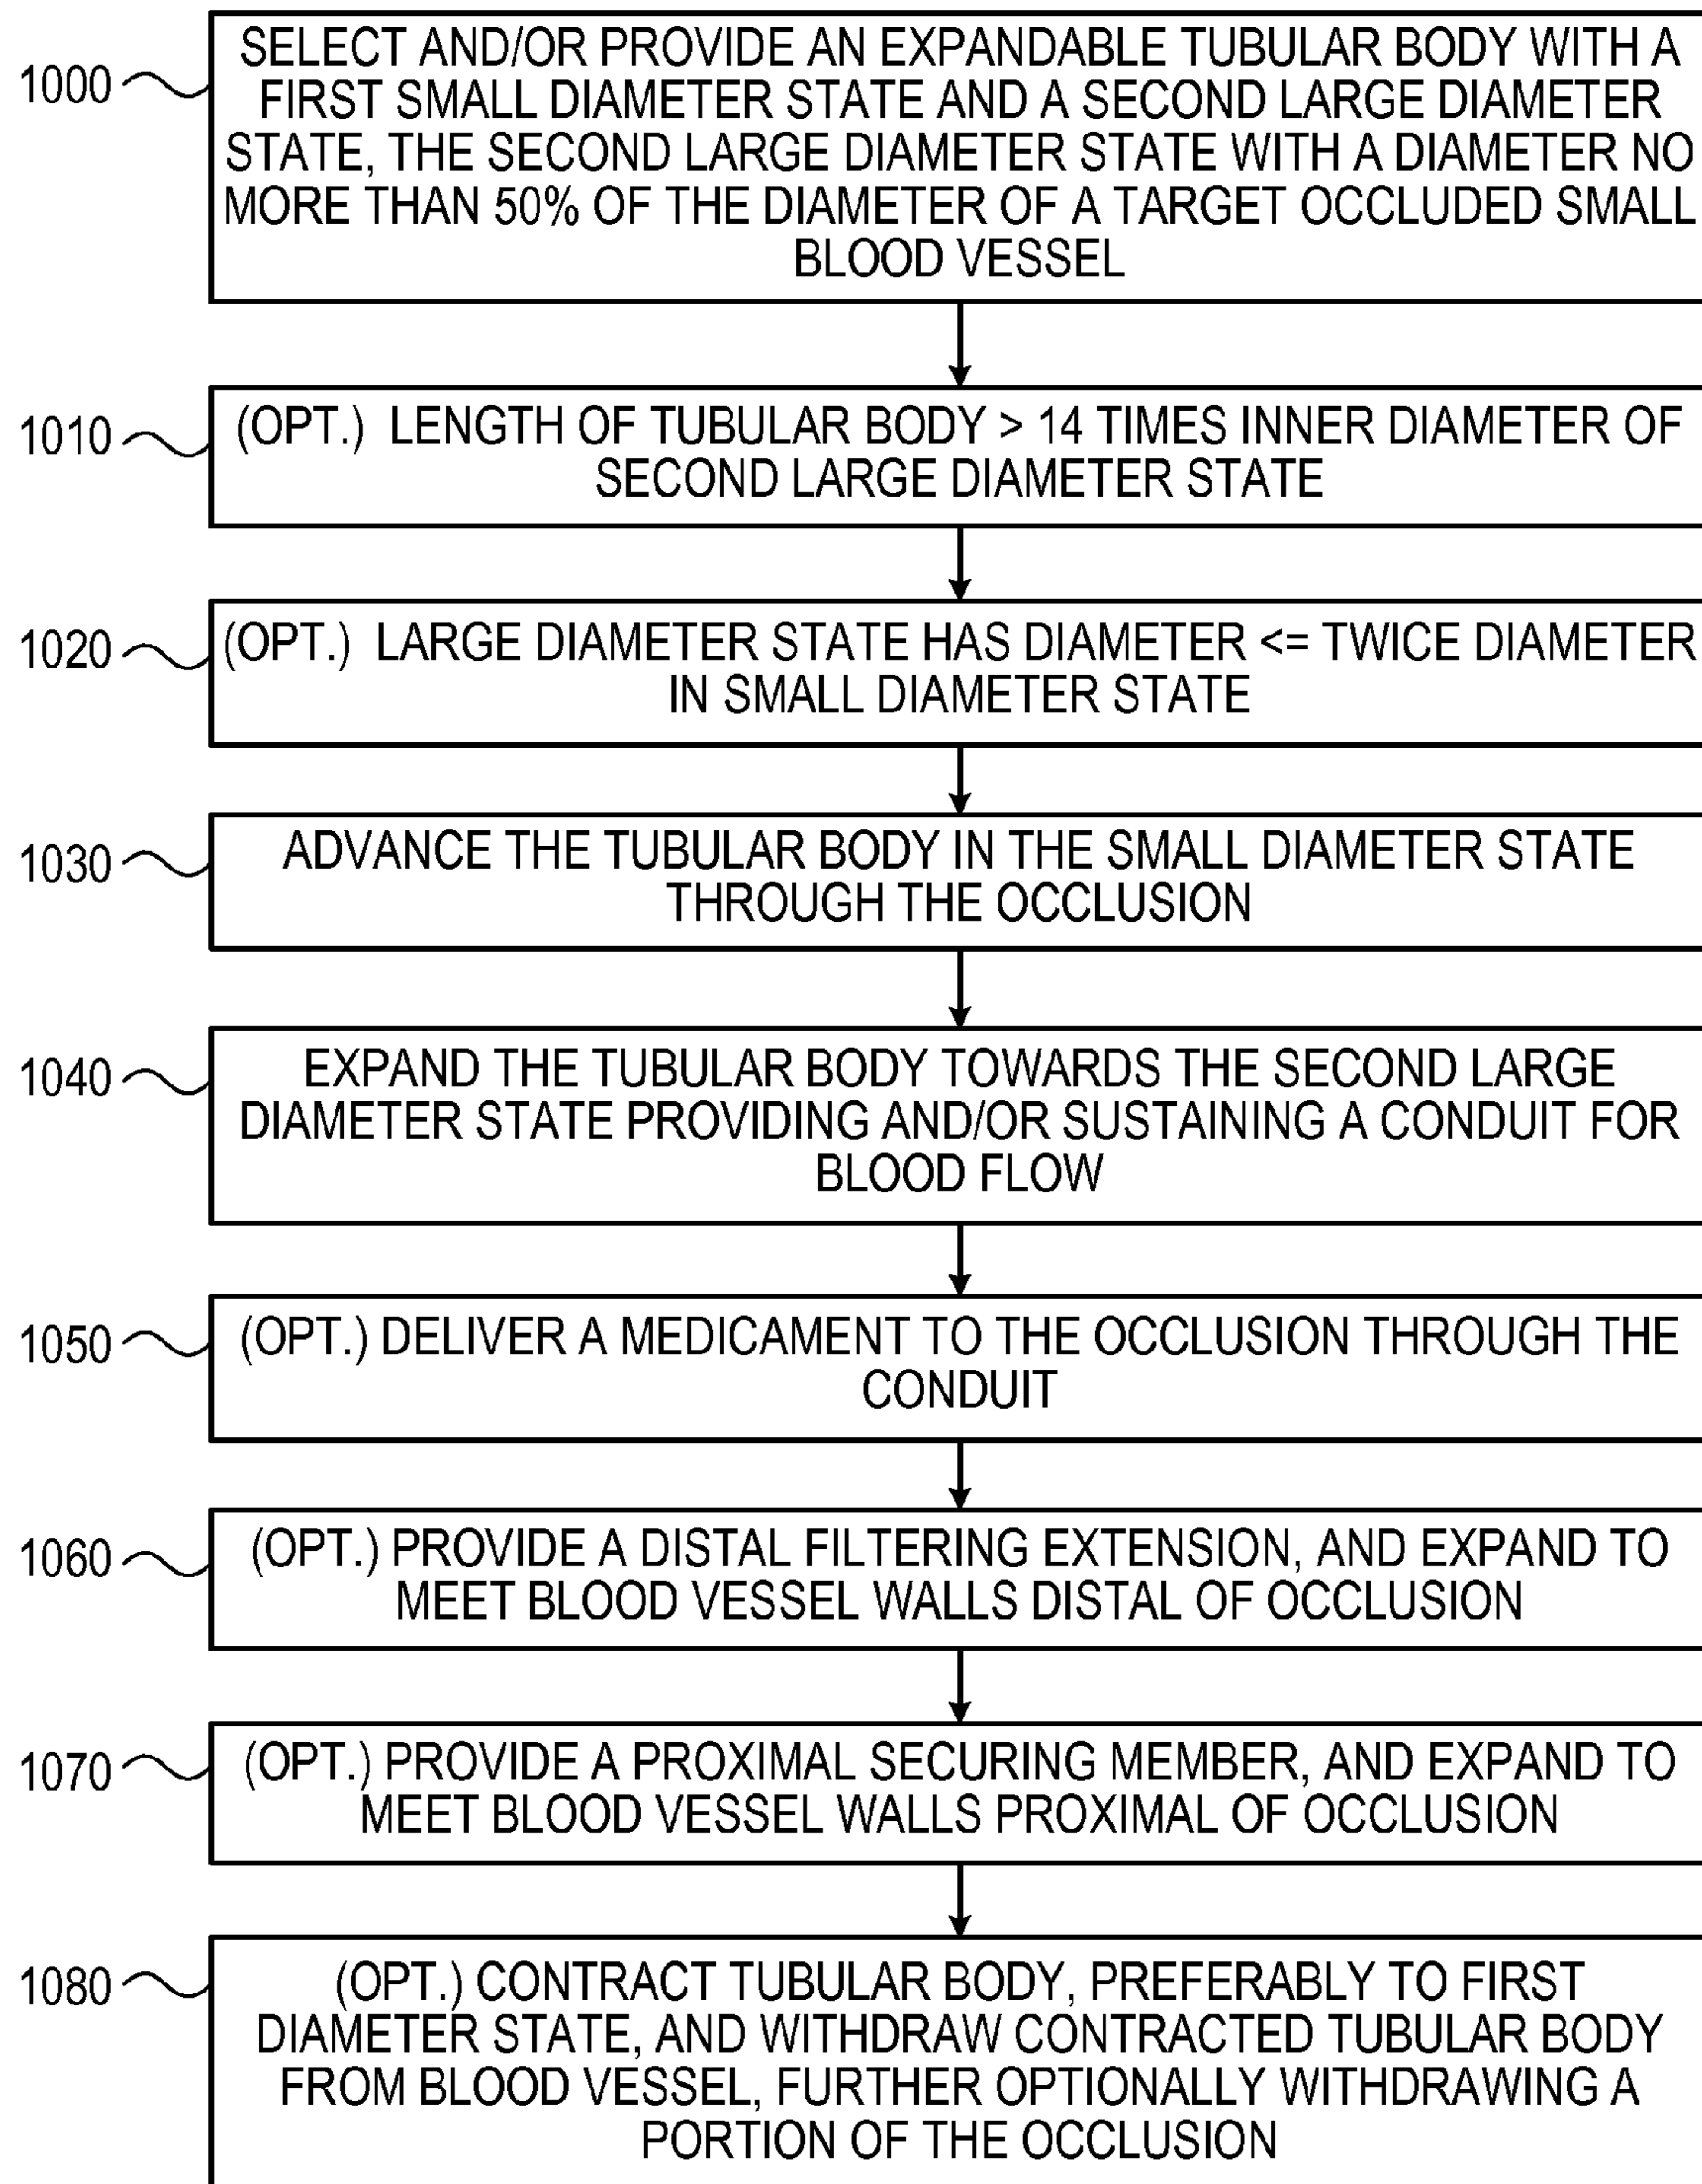 1000
SELECT AND/OR PROVIDE AN EXPANDABLE TUBULAR BODY WITH A
FIRST SMALL DIAMETER STATE AND A SECOND LARGE DIAMETER
STATE, THE SECOND LARGE DIAMETER STATE WITH A DIAMETER NO
MORE THAN 50% OF THE DIAMETER OF A TARGET OCCLUDED SMALL
BLOOD VESSEL
1010
(OPT.) LENGTH OF TUBULAR BODY > 14 TIMES INNER DIAMETER OF
SECOND LARGE DIAMETER STATE
1020
(OPT.) LARGE DIAMETER STATE HAS DIAMETER <= TWICE DIAMETER
IN SMALL DIAMETER STATE
1030
ADVANCE THE TUBULAR BODY IN THE SMALL DIAMETER STATE
THROUGH THE OCCLUSION
1040
EXPAND THE TUBULAR BODY TOWARDS THE SECOND LARGE
DIAMETER STATE PROVIDING AND/OR SUSTAINING A CONDUIT FOR
BLOOD FLOW
1050
(OPT.) DELIVER A MEDICAMENT TO THE OCCLUSION THROUGH THE
CONDUIT
1060
(OPT.) PROVIDE A DISTAL FILTERING EXTENSION, AND EXPAND TO
MEET BLOOD VESSEL WALLS DISTAL OF OCCLUSION
1070
(OPT.) PROVIDE A PROXIMAL SECURING MEMBER, AND EXPAND TO
MEET BLOOD VESSEL WALLS PROXIMAL OF OCCLUSION
1080
(OPT.) CONTRACT TUBULAR BODY, PREFERABLY TO FIRST
DIAMETER STATE, AND WITHDRAW CONTRACTED TUBULAR BODY
FROM BLOOD VESSEL, FURTHER OPTIONALLY WITHDRAWING A
PORTION OF THE OCCLUSION